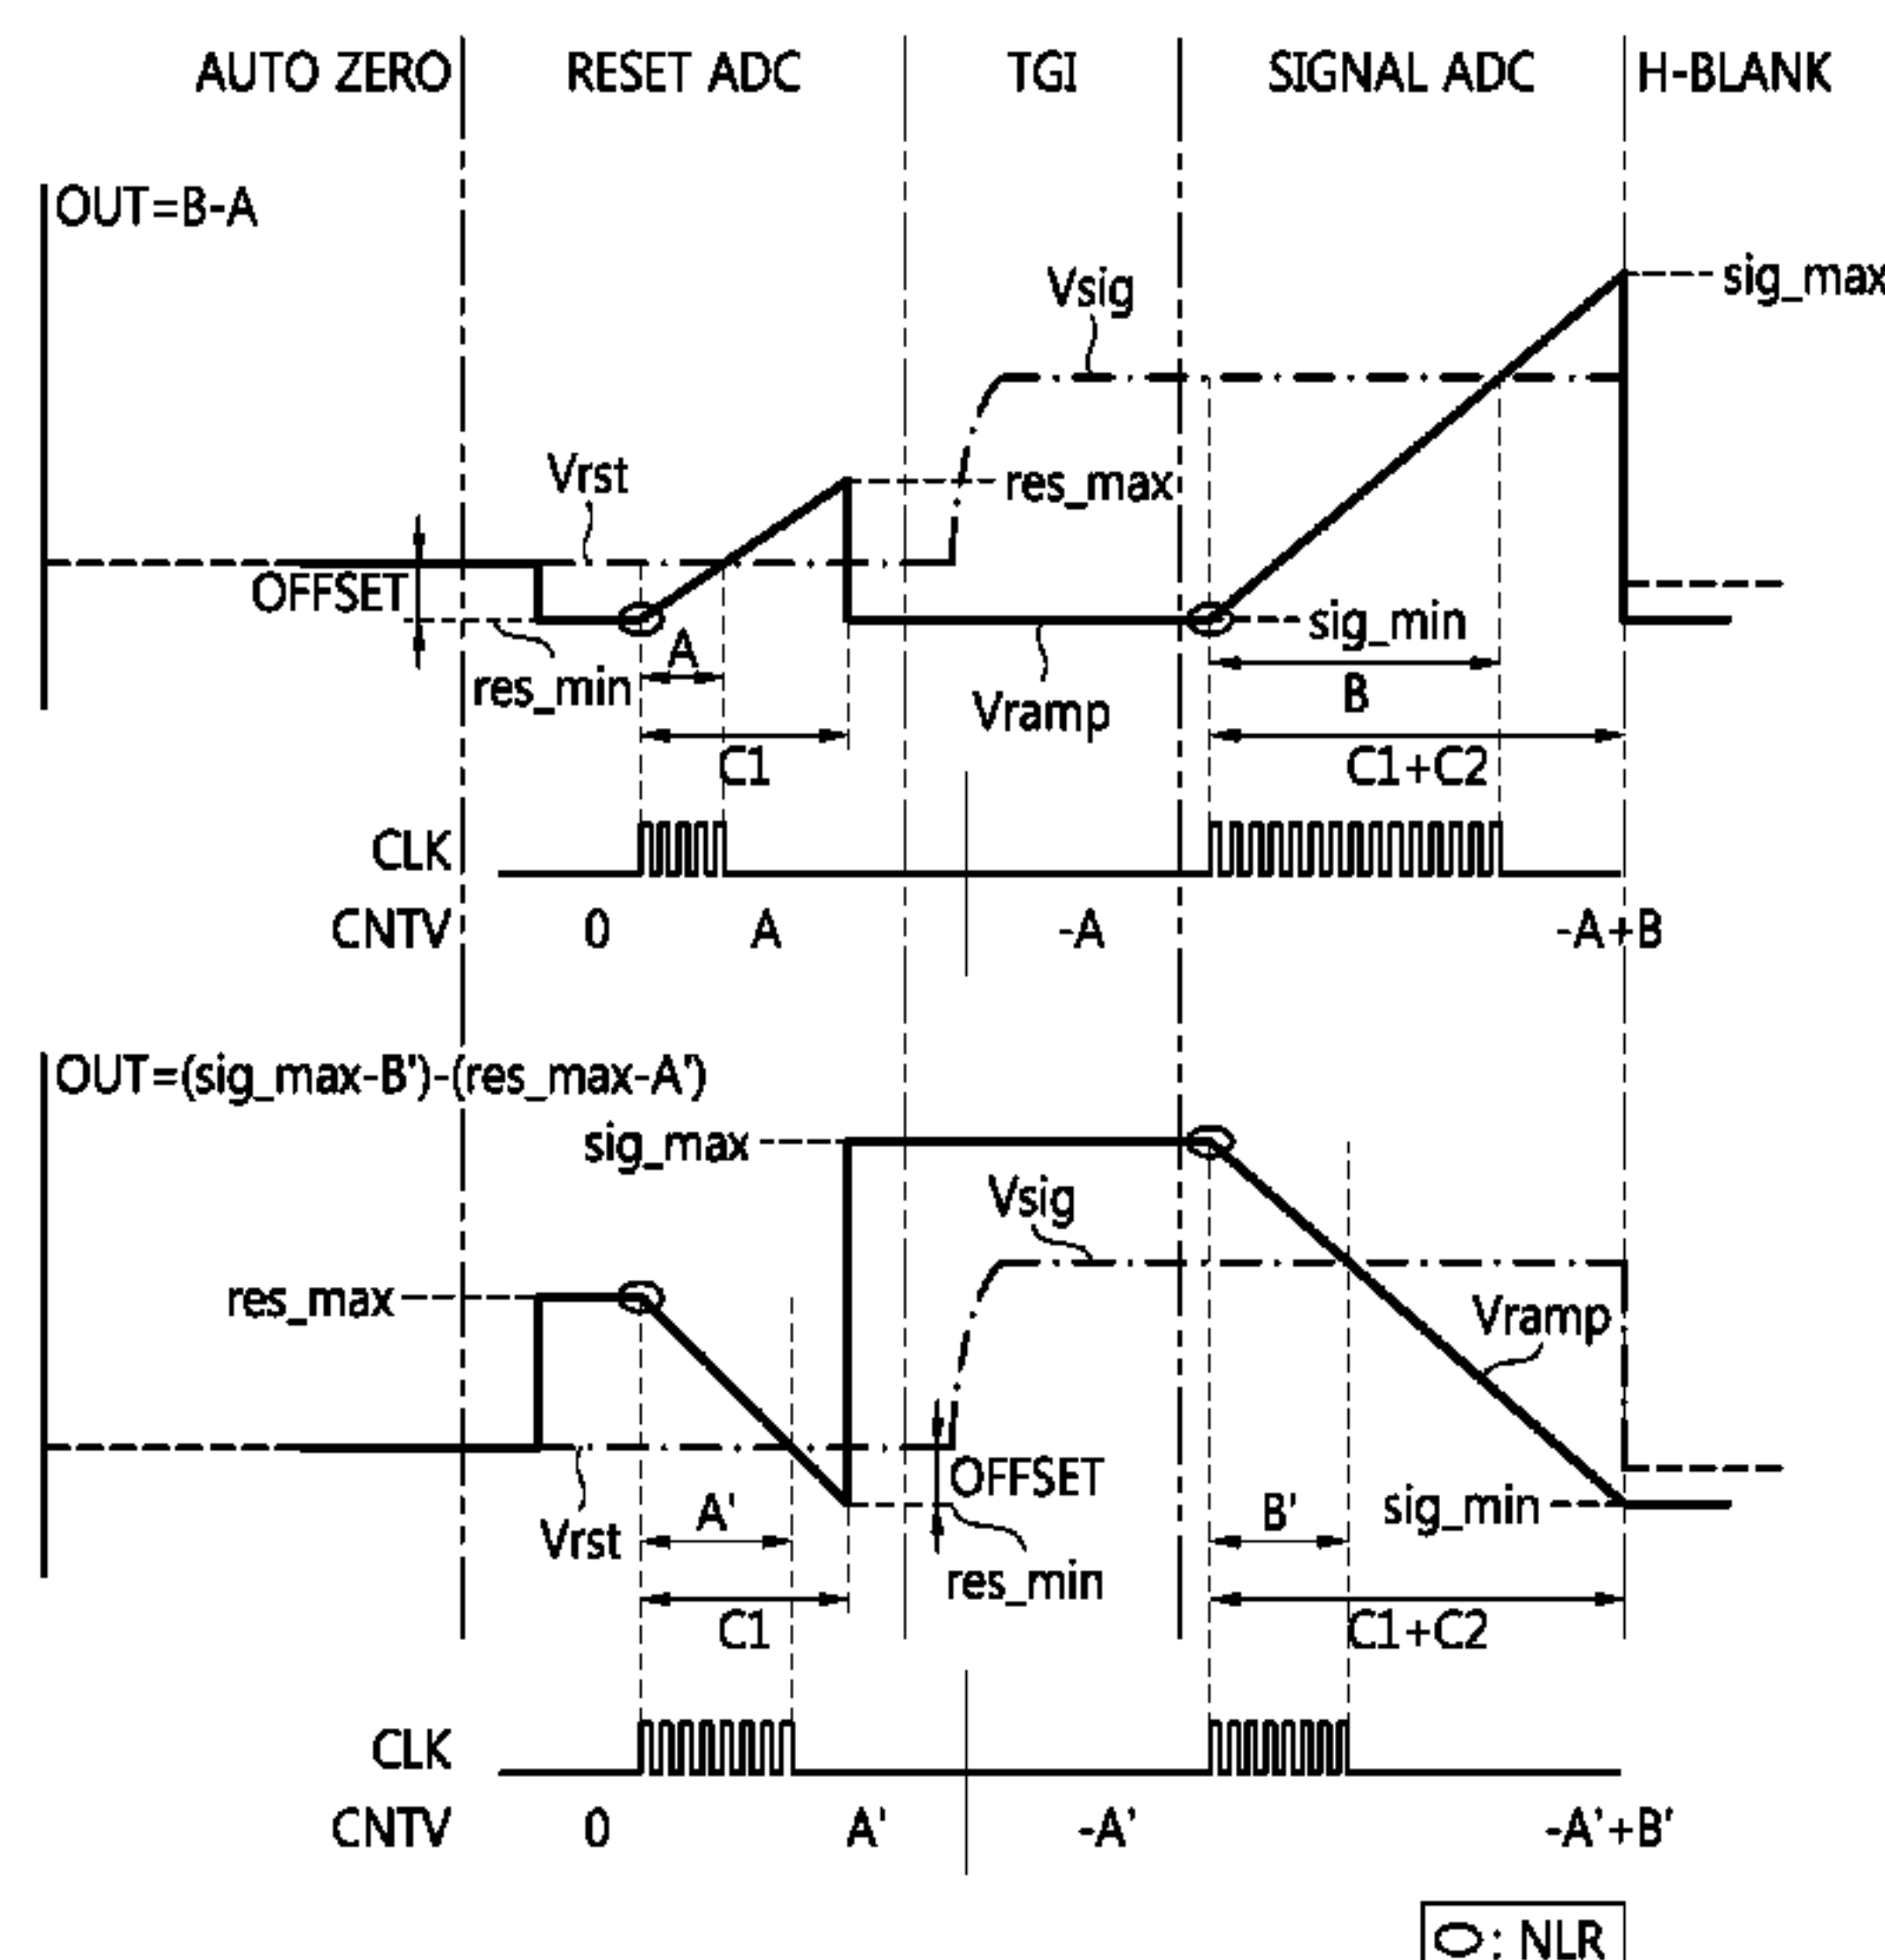 AUTO ZERO RESET ADC TGI SIGNAL ADC H-BLANK
OUT=B-A
Vsig
sig_max
Vrst
res_max
OFFSET
res_min
A
sig_min
B
Vramp
C1
C1+C2
CLK
CNTV 0 A -A -A+B
OUT=(sig_max-B')-(res_max-A')
sig_max
Vsig
res_max
Vramp
OFFSET
A'
B'
sig_min
Vrst
res_min
C1
C1+C2
CLK
CNTV 0 A' -A' -A'+B'
: NLR